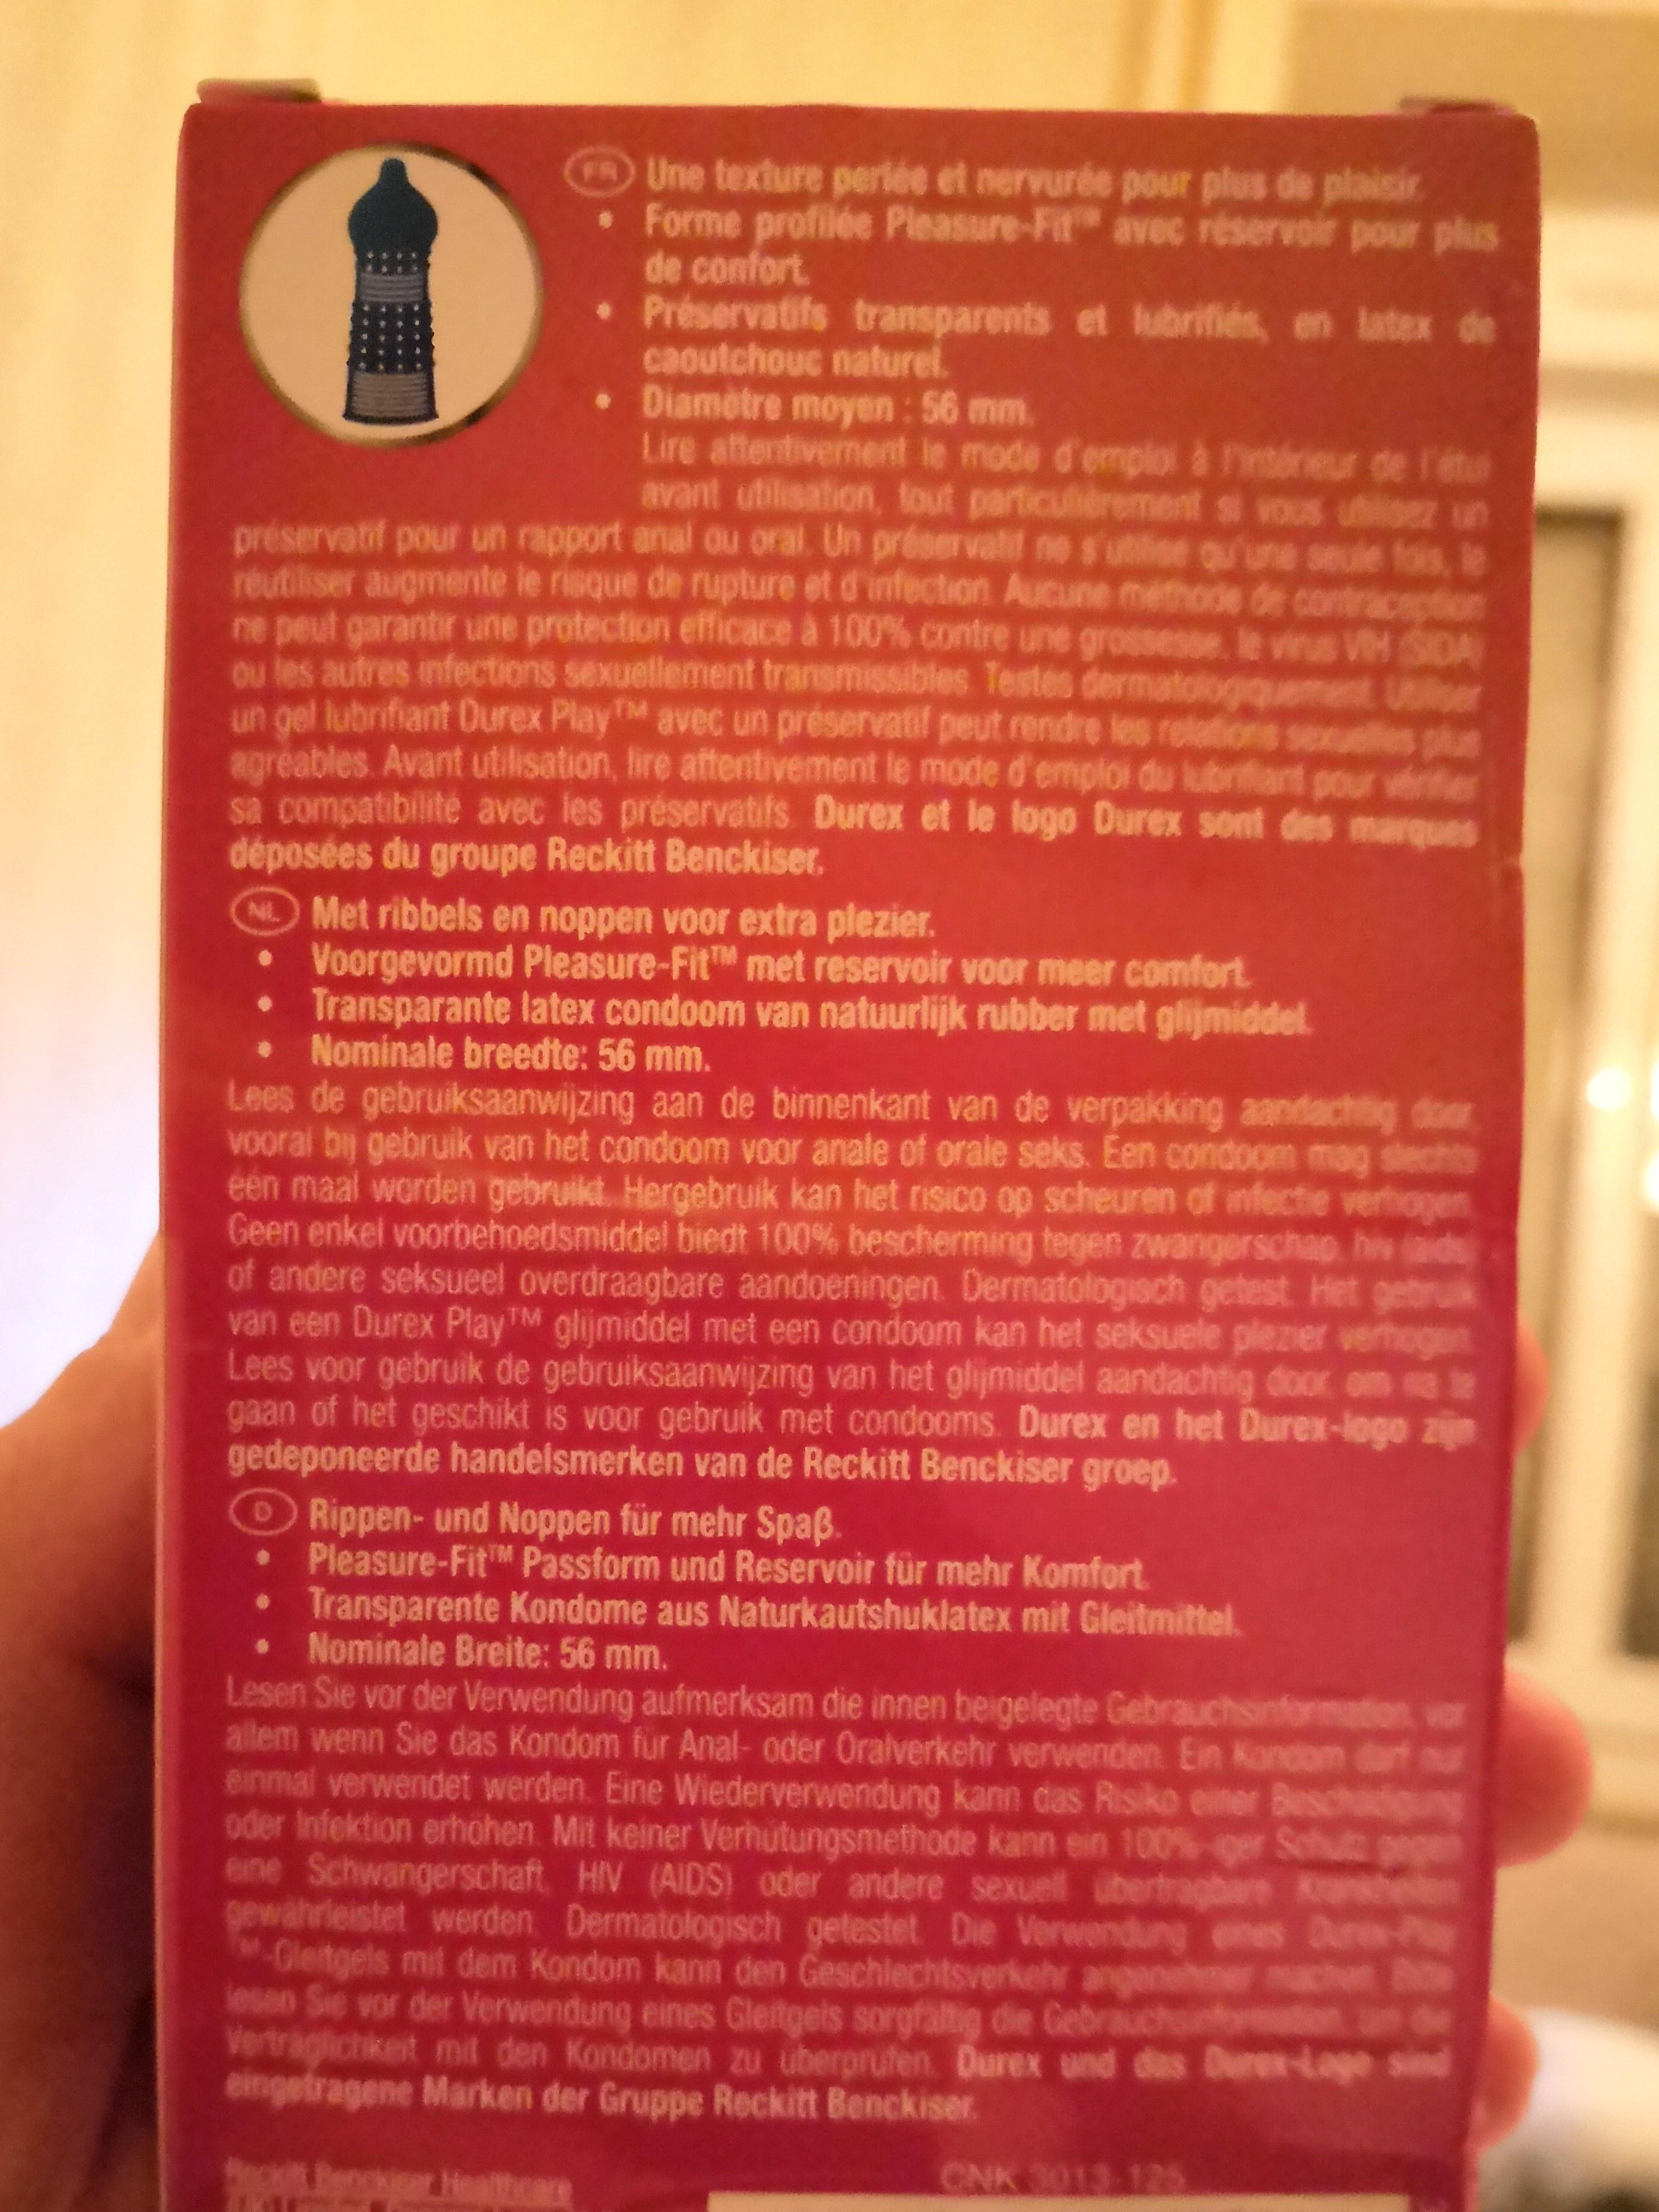 FR Une texture perlée et nervurée pour plus de plaisir.
• Forme profilée Pleasure-Fit™ avec réservoir pour plus
de confort.
• Préservatifs transparents et lubrifiés, en latex de
caoutchouc naturel.
• Diamètre moyen : 56 mm.
Lire attentivement le mode d'emploi à l'intérieur de l'étui
avant utilisation, tout particulièrement si vous utilisez un
préservatif pour un rapport anal ou oral. Un préservatif ne s'utilise qu'une seule fois, le
réutiliser augmente le risque de rupture et d'infection. Aucune méthode de contraception
ne peut garantir une protection efficace à 100% contre une grossesse, le virus VIH (SIDA)
ou les autres infections sexuellement transmissibles. Testés dermatologiquement. Utiliser
un gel lubrifiant Durex Play™ avec un préservatif peut rendre les relations sexuelles plus
agréables. Avant utilisation, lire attentivement le mode d'emploi du lubrifiant pour vérifier
sa compatibilité avec les préservatifs. Durex et le logo Durex sont des marques
déposées du groupe Reckitt Benckiser.
NL Met ribbels en noppen voor extra plezier.
• Voorgevormd Pleasure-Fit™ met reservoir voor meer comfort.
• Transparante latex condoom van natuurlijk rubber met glijmiddel.
• Nominale breedte: 56 mm.
Lees de gebruiksaanwijzing aan de binnenkant van de verpakking aandachtig door,
vooral bij gebruik van het condoom voor anale of orale seks. Een condoom mag slechts
één maal worden gebruikt. Hergebruik kan het risico op scheuren of infectie verhogen.
Geen enkel voorbehoedsmiddel biedt 100% bescherming tegen zwangerschap, hiv (aids)
of andere seksueel overdraagbare aandoeningen. Dermatologisch getest. Het gebruik
van een Durex Play™ glijmiddel met een condoom kan het seksuele plezier verhogen.
Lees voor gebruik de gebruiksaanwijzing van het glijmiddel aandachtig door, om na te
gaan of het geschikt is voor gebruik met condooms. Durex en het Durex-logo zijn
gedeponeerde handelsmerken van de Reckitt Benckiser groep.
D Rippen- und Noppen für mehr Spaß.
• Pleasure-Fit™ Passform und Reservoir für mehr Komfort.
• Transparente Kondome aus Naturkautshuklatex mit Gleitmittel.
• Nominale Breite: 56 mm.
Lesen Sie vor der Verwendung aufmerksam die innen beigelegte Gebrauchsinformation, vor
allem wenn Sie das Kondom für Anal- oder Oralverkehr verwenden. Ein Kondom darf nur
einmal verwendet werden. Eine Wiederverwendung kann das Risiko einer Beschädigung
oder Infektion erhöhen. Mit keiner Verhütungsmethode kann ein 100%-iger Schutz gegen
eine Schwangerschaft, HIV (AIDS) oder andere sexuell übertragbare Krankheiten
gewährleistet werden. Dermatologisch getestet. Die Verwendung eines Durex-Play
™-Gleitgels mit dem Kondom kann den Geschlechtsverkehr angenehmer machen. Bitte
lesen Sie vor der Verwendung eines Gleitgels sorgfältig die Gebrauchsinformation, um die
Verträglichkeit mit den Kondomen zu überprüfen. Durex und das Durex-Logo sind
eingetragene Marken der Gruppe Reckitt Benckiser.
Reckitt Benckiser Healthcare
CNK 3013-125